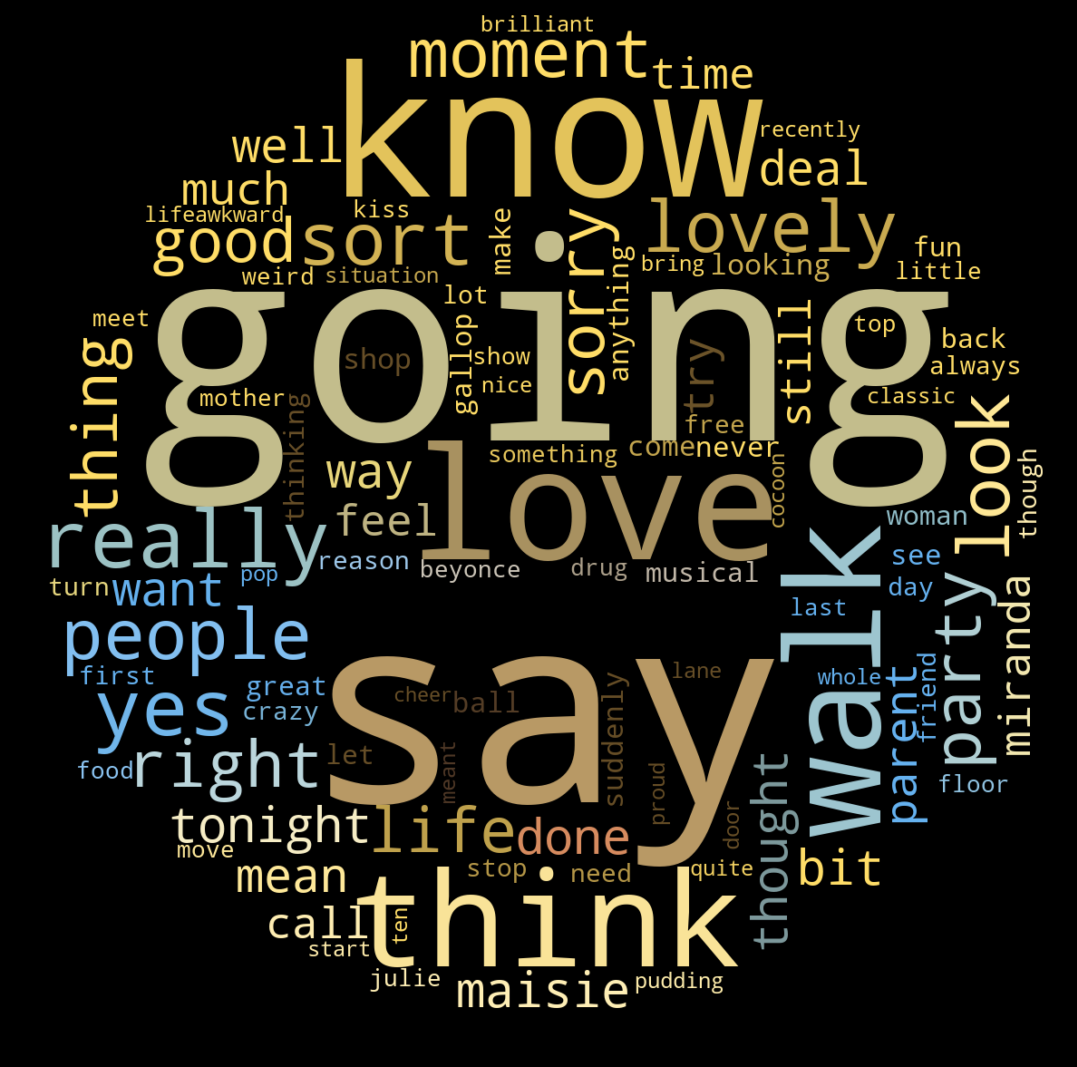 brilliant
moment
time
know
recently
well
deal
much
lifeawkward
kiss
good
sort
make
sorry
lovely
fun
weird
situation
anything
bring
looking
little
going
lot
meet
thing
shop
gallop
show
try
still
top
back
always
mother
nice
classic
thinking
free
look
something
come
never
way
love
cocoon
though
really
feel
woman
reason
beyonce
drug
musical
see
turn
want
pop
walk
day
last
party
miranda
people
say
first
great
cheer
ball
suddenly
lane
whole
parent
friend
yes
crazy
right
let
meant
proud
food
floor
thought
tonight
life
done
door
move
mean
stop
need
quite
bit
think
call
ten
start
julie
maisie
pudding